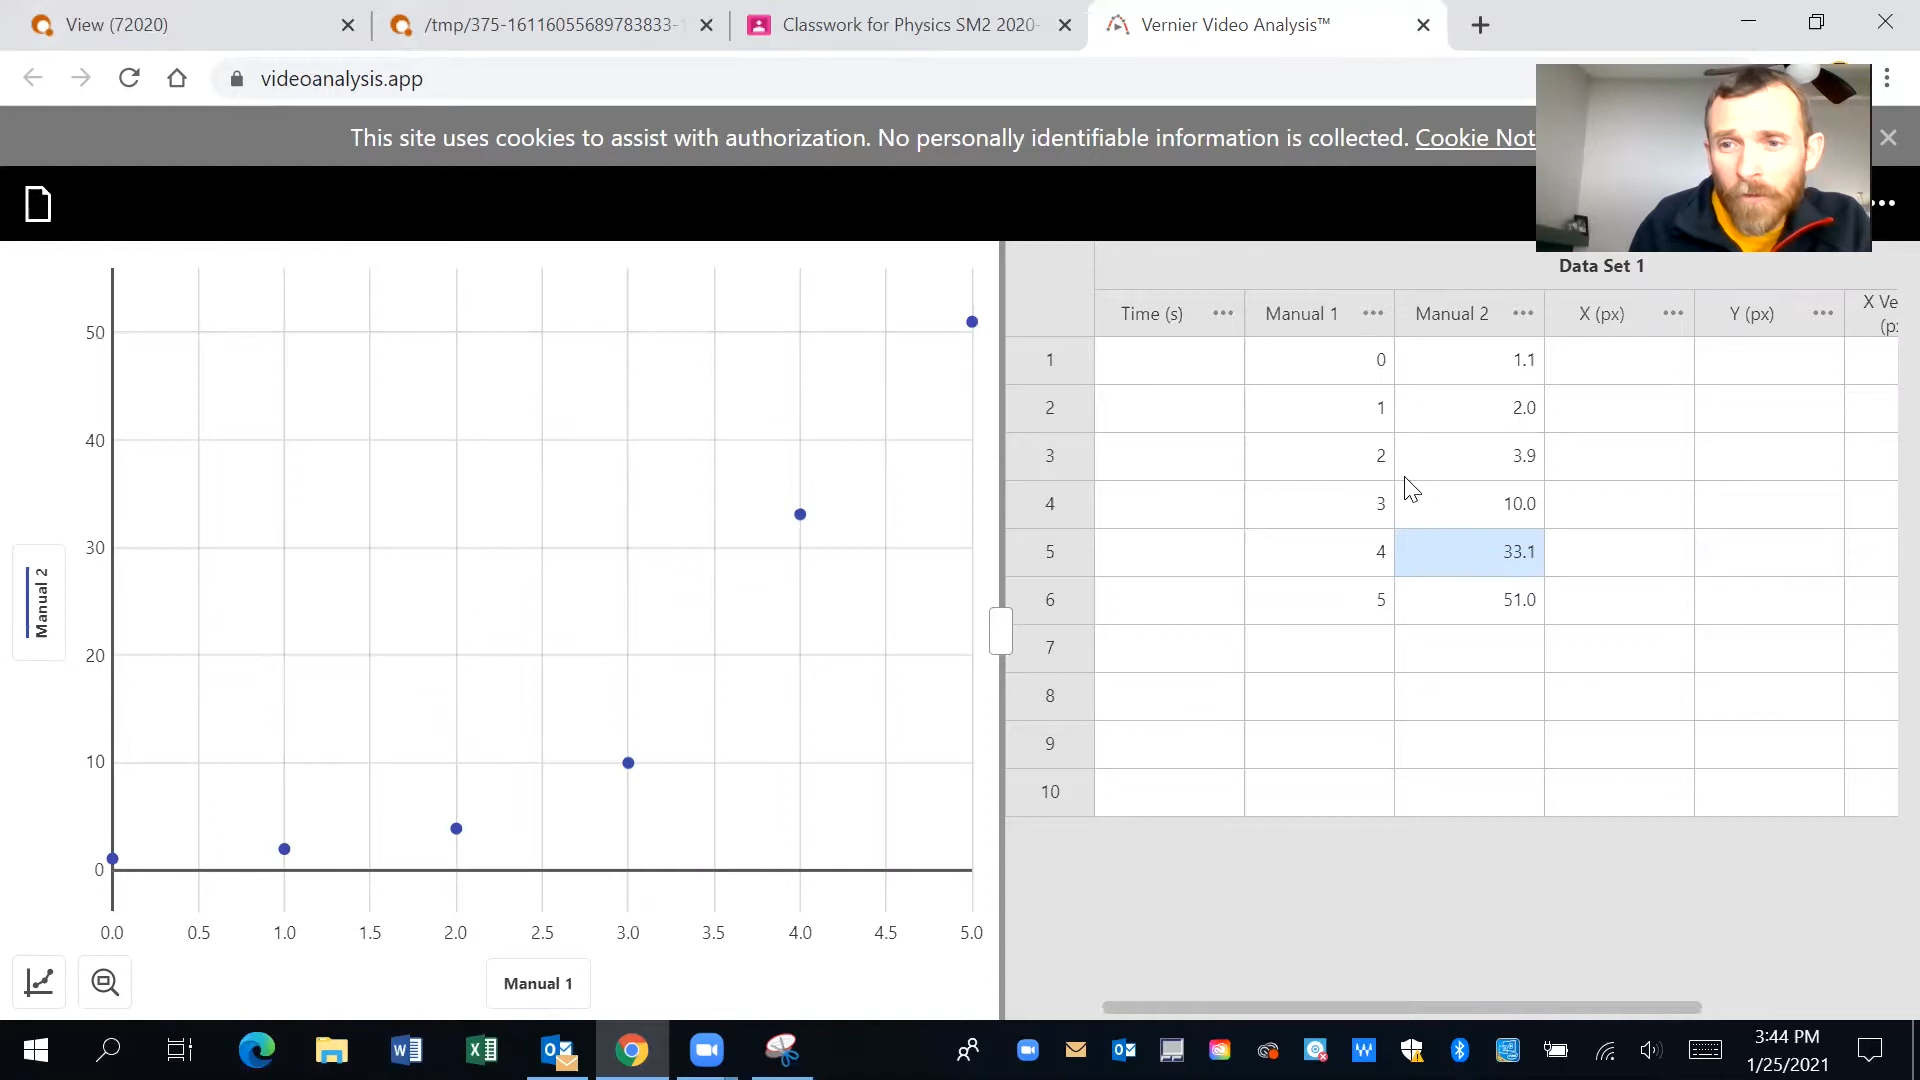 View (72020)
/tmp/375-16116055689783833-
Classwork for Physics SM2 2020-
Vernier Video Analysis™
videoanalysis.app
This site uses cookies to assist with authorization. No personally identifiable information is collected. Cookie Not
Data Set 1
Time (s) ••• Manual 1 ••• Manual 2 ••• X (px) ••• Y (px) ••• X Ve
(p
1 0 1.1
2 1 2.0
3 2 3.9
4 3 10.0
5 4 33.1
6 5 51.0
7
8
9
10
50
40
30
20
10
0
Manual 2
0.0 0.5 1.0 1.5 2.0 2.5 3.0 3.5 4.0 4.5 5.0
Manual 1
3:44 PM
1/25/2021